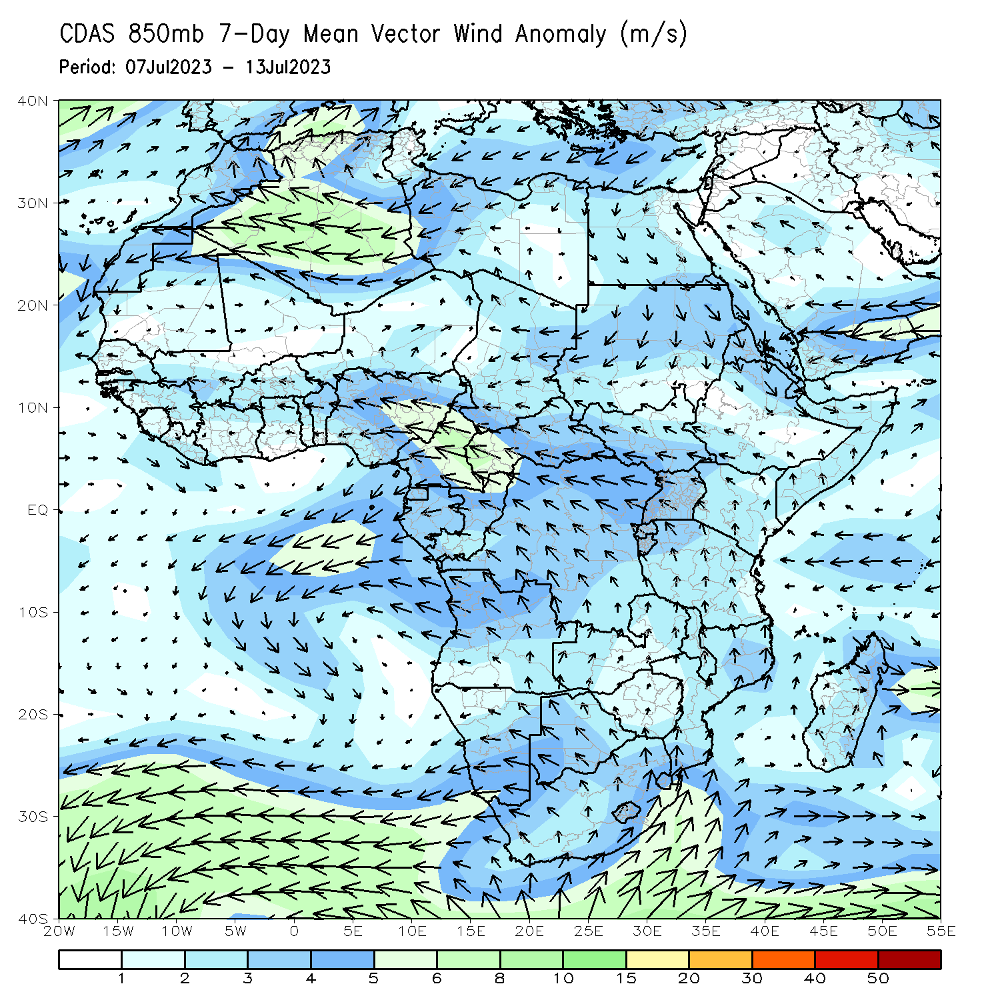 CDAS 850mb 7-Day Mean Vector Wind Anomaly (m/s)
Period: 07Jul2023 - 13Jul2023
40N
30N
20N
10N
EQ
10S
20S
30S
40S
20W 15W 10W 5W 0 5E 10E 15E 20E 25E 30E 35E 40E 45E 50E 55E
1 2 3 4 5 6 8 10 15 20 30 40 50